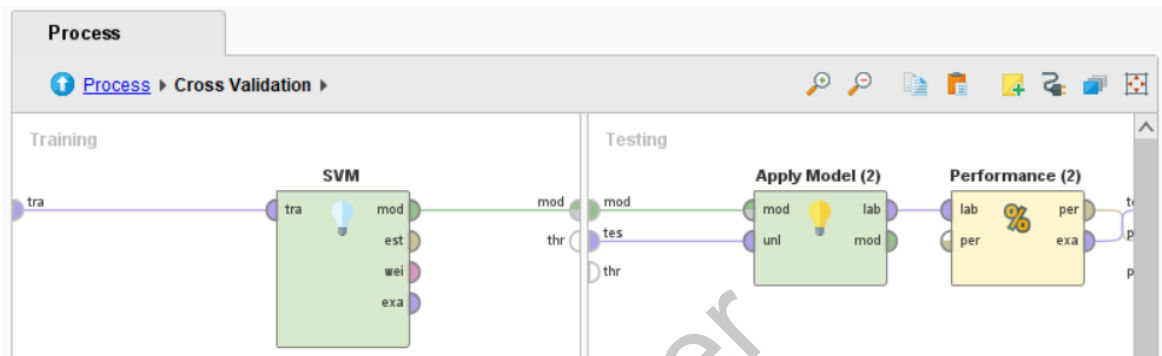 Process
Process ▸ Cross Validation ▸
Training
Testing
SVM
Apply Model (2)
Performance (2)
tra
tra
mod
est
wei
exa
mod
thr
mod
tes
thr
mod
unl
lab
mod
lab
per
per
exa